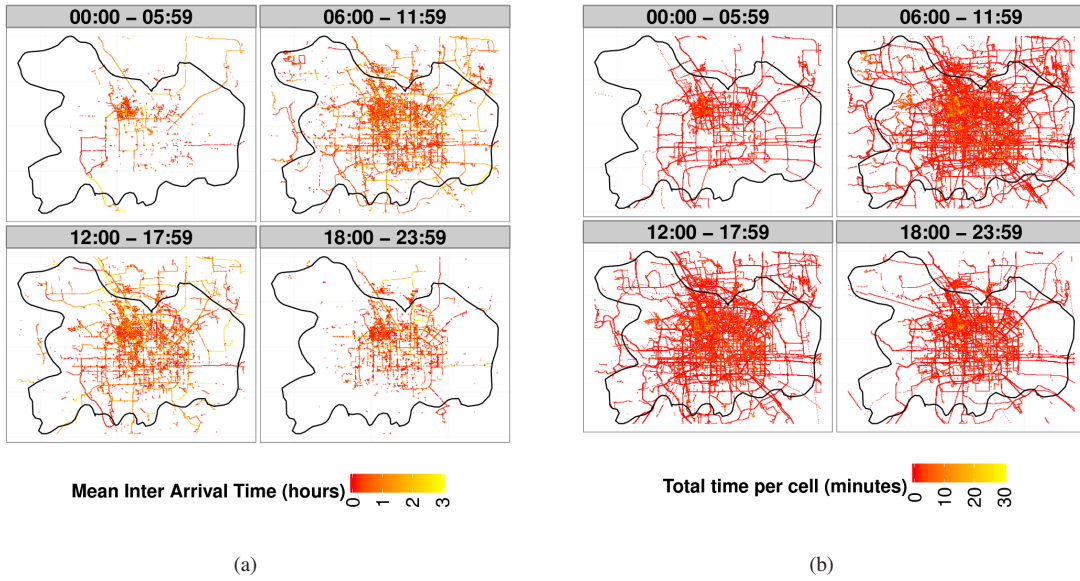 00:00 – 05:59
06:00 – 11:59
12:00 – 17:59
18:00 – 23:59
Mean Inter Arrival Time (hours)
0 1 2 3
(a)
00:00 – 05:59
06:00 – 11:59
12:00 – 17:59
18:00 – 23:59
Total time per cell (minutes)
0 10 20 30
(b)